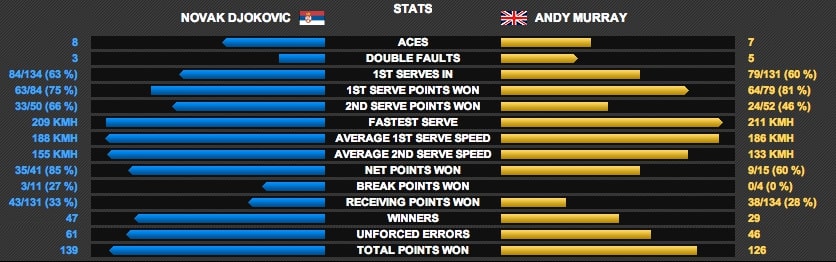 STATS
NOVAK DJOKOVIC ANDY MURRAY
8 ACES 7
3 DOUBLE FAULTS 5
84/134 (63 %) 1ST SERVES IN 79/131 (60 %)
63/84 (75 %) 1ST SERVE POINTS WON 64/79 (81 %)
33/50 (66 %) 2ND SERVE POINTS WON 24/52 (46 %)
209 KMH FASTEST SERVE 211 KMH
188 KMH AVERAGE 1ST SERVE SPEED 186 KMH
155 KMH AVERAGE 2ND SERVE SPEED 133 KMH
35/41 (85 %) NET POINTS WON 9/15 (60 %)
3/11 (27 %) BREAK POINTS WON 0/4 (0 %)
43/131 (33 %) RECEIVING POINTS WON 38/134 (28 %)
47 WINNERS 29
61 UNFORCED ERRORS 46
139 TOTAL POINTS WON 126